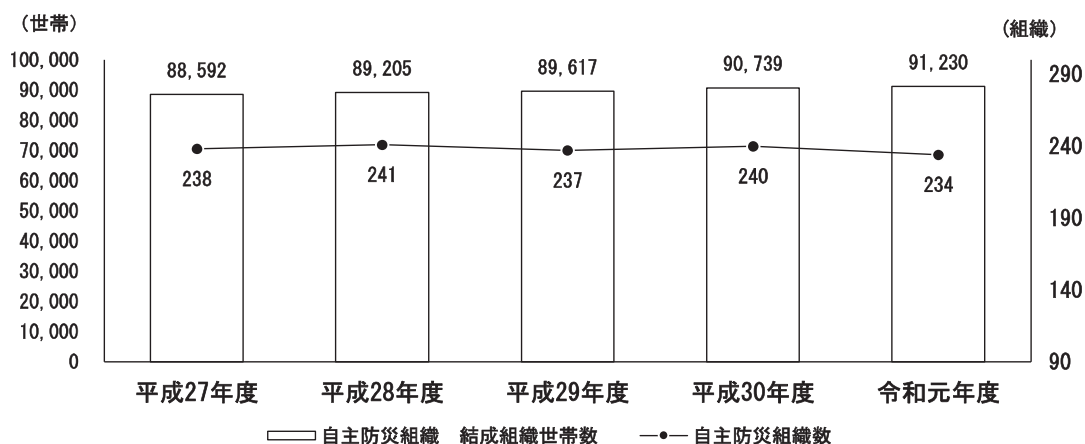 (世帯)
(組織)
100,000
90,000
80,000
70,000
60,000
50,000
40,000
30,000
20,000
10,000
0
88,592
89,205
89,617
90,739
91,230
238
241
237
240
234
290
240
190
140
90
平成27年度
平成28年度
平成29年度
平成30年度
令和元年度
自主防災組織 結成組織世帯数
自主防災組織数